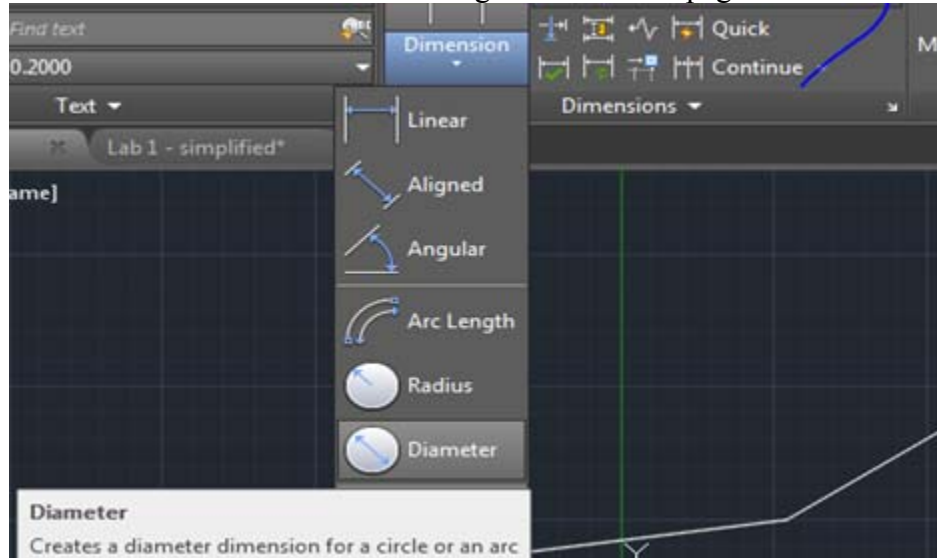 Find text
0.2000
Text
Dimension
Quick
Continue
Dimensions
M
Lab 1 - simplified*
ame]
Linear
Aligned
Angular
Arc Length
Radius
Diameter
Diameter
Creates a diameter dimension for a circle or an arc
Y